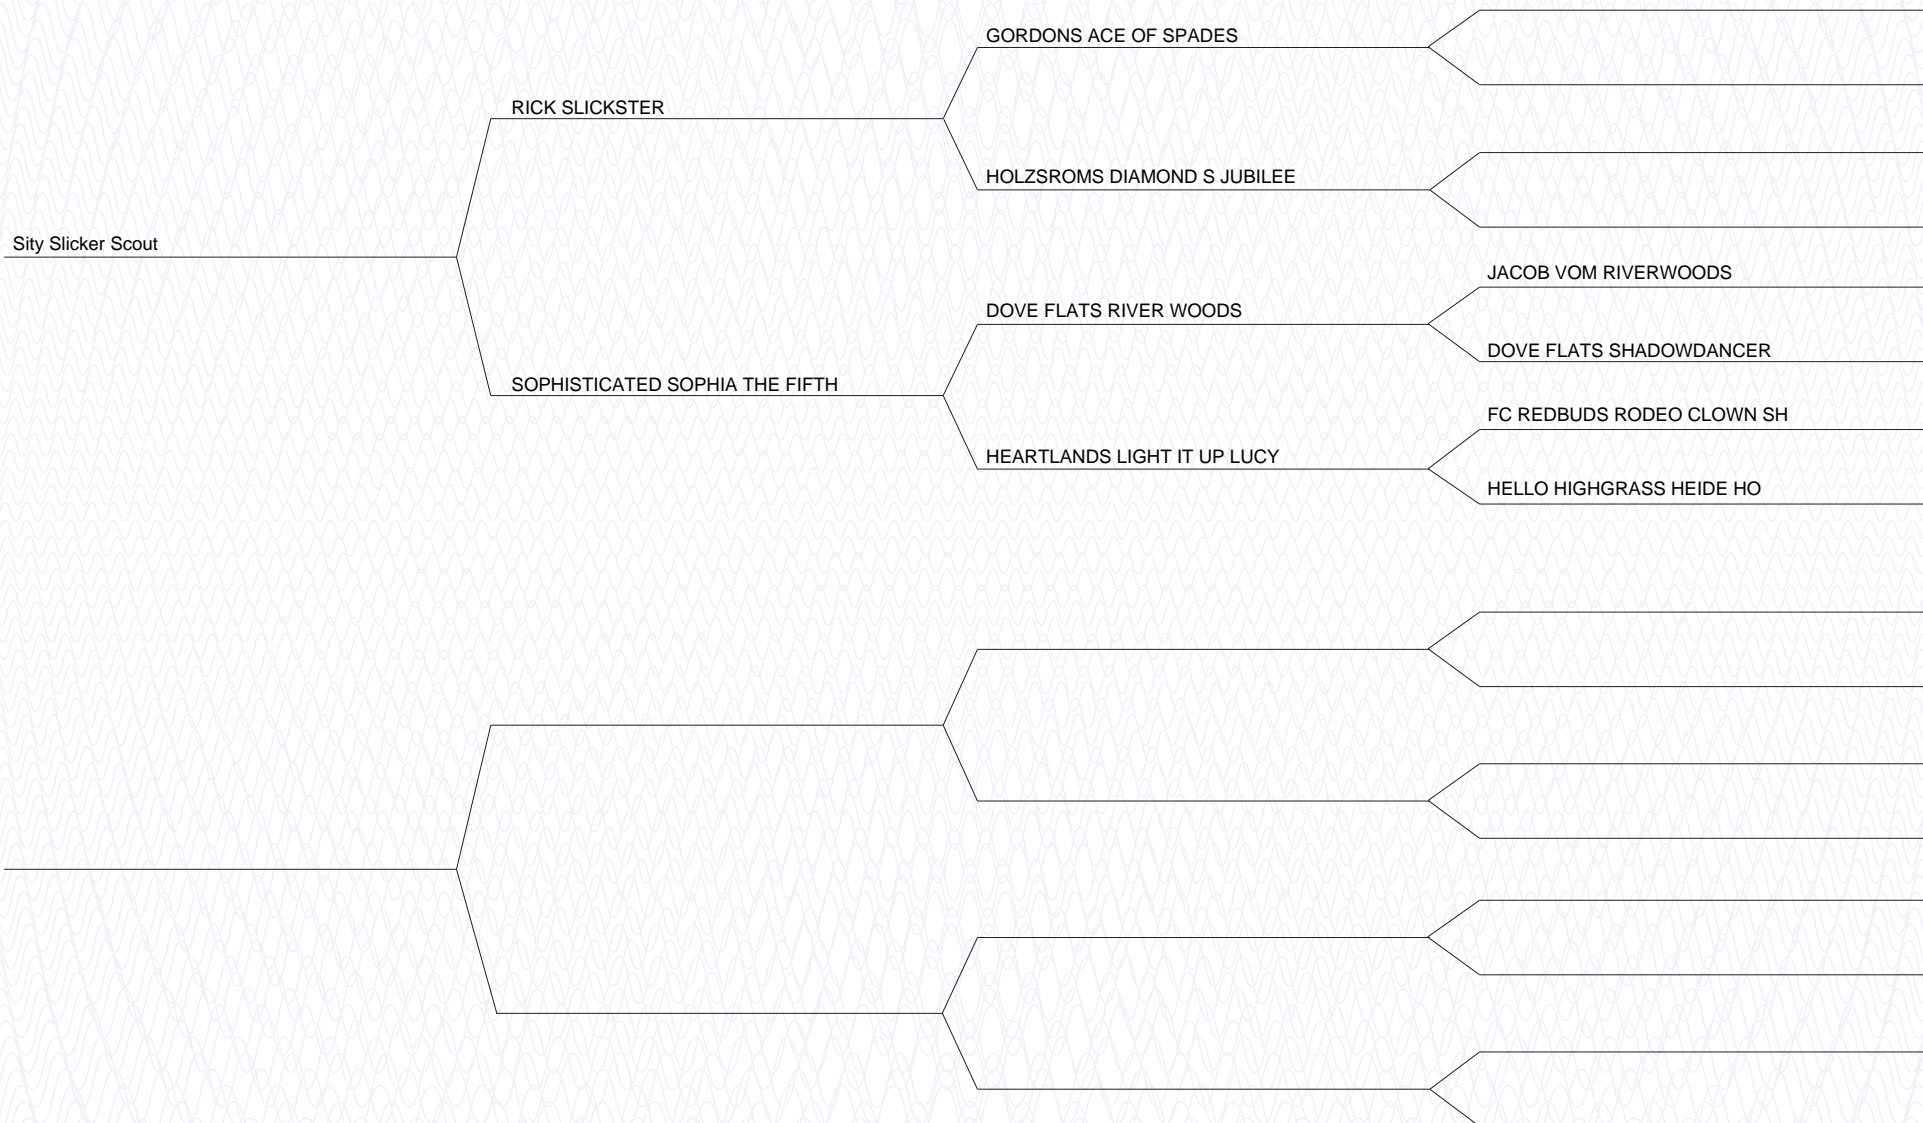 GORDONS ACE OF SPADES
RICK SLICKSTER
HOLZSROMS DIAMOND S JUBILEE
Sity Slicker Scout
JACOB VOM RIVERWOODS
DOVE FLATS RIVER WOODS
DOVE FLATS SHADOWDANCER
SOPHISTICATED SOPHIA THE FIFTH
FC REDBUDS RODEO CLOWN SH
HEARTLANDS LIGHT IT UP LUCY
HELLO HIGHGRASS HEIDE HO